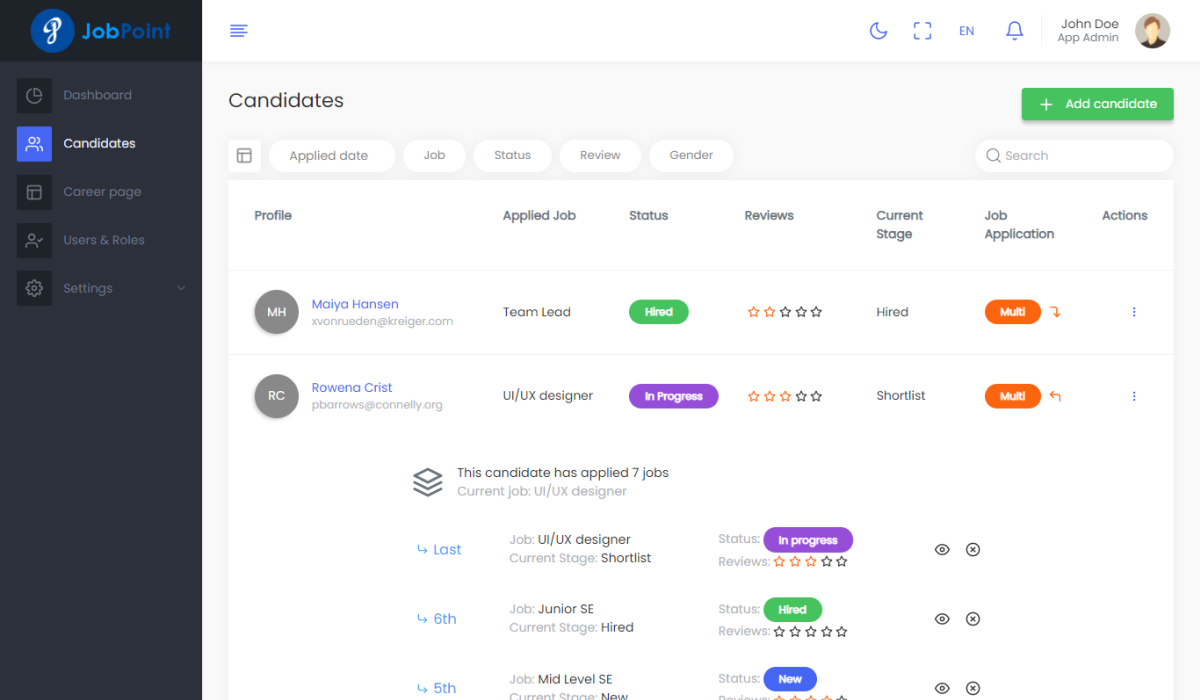 JobPoint
EN
John Doe
App Admin
Dashboard
Candidates
Career page
Users & Roles
Settings
Candidates
Add candidate
Applied date
Job
Status
Review
Gender
Search
Profile
Applied Job
Status
Reviews
Current Stage
Job Application
Actions
MH
Maiya Hansen
xvonrueden@kreiger.com
Team Lead
Hired
Hired
Multi
RC
Rowena Crist
pbarrows@connelly.org
UI/UX designer
In Progress
Shortlist
Multi
This candidate has applied 7 jobs
Current job: UI/UX designer
Last
Job: UI/UX designer
Current Stage: Shortlist
Status: In progress
Reviews:
6th
Job: Junior SE
Current Stage: Hired
Status: Hired
Reviews:
5th
Job: Mid Level SE
Current Stage: New
Status: New
Reviews: